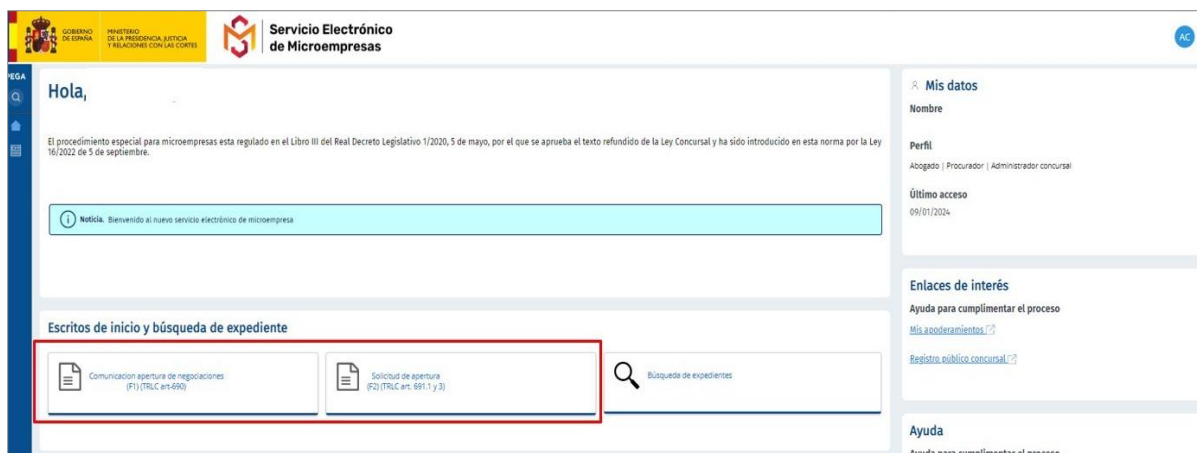 GOBIERNO
DE ESPAÑA
MINISTERIO
DE LA PRESIDENCIA, JUSTICIA
Y RELACIONES CON LAS CORTES
Servicio Electrónico
de Microempresas
AC
PEGA
Hola,
El procedimiento especial para microempresas esta regulado en el Libro III del Real Decreto Legislativo 1/2020, 5 de mayo, por el que se aprueba el texto refundido de la Ley Concursal y ha sido introducido en esta norma por la Ley
16/2022 de 5 de septiembre.
Noticia. Bienvenido al nuevo servicio electrónico de microempresa
Escritos de inicio y búsqueda de expediente
Comunicacion apertura de negociaciones
(F1) (TRLC art-690)
Solicitud de apertura
(F2) (TRLC art. 691.1 y 3)
Búsqueda de expedientes
Mis datos
Nombre
Perfil
Abogado | Procurador | Administrador concursal
Último acceso
09/01/2024
Enlaces de interés
Ayuda para cumplimentar el proceso
Mis apoderamientos
Registro público concursal
Ayuda
Ayuda para cumplimentar el proceso